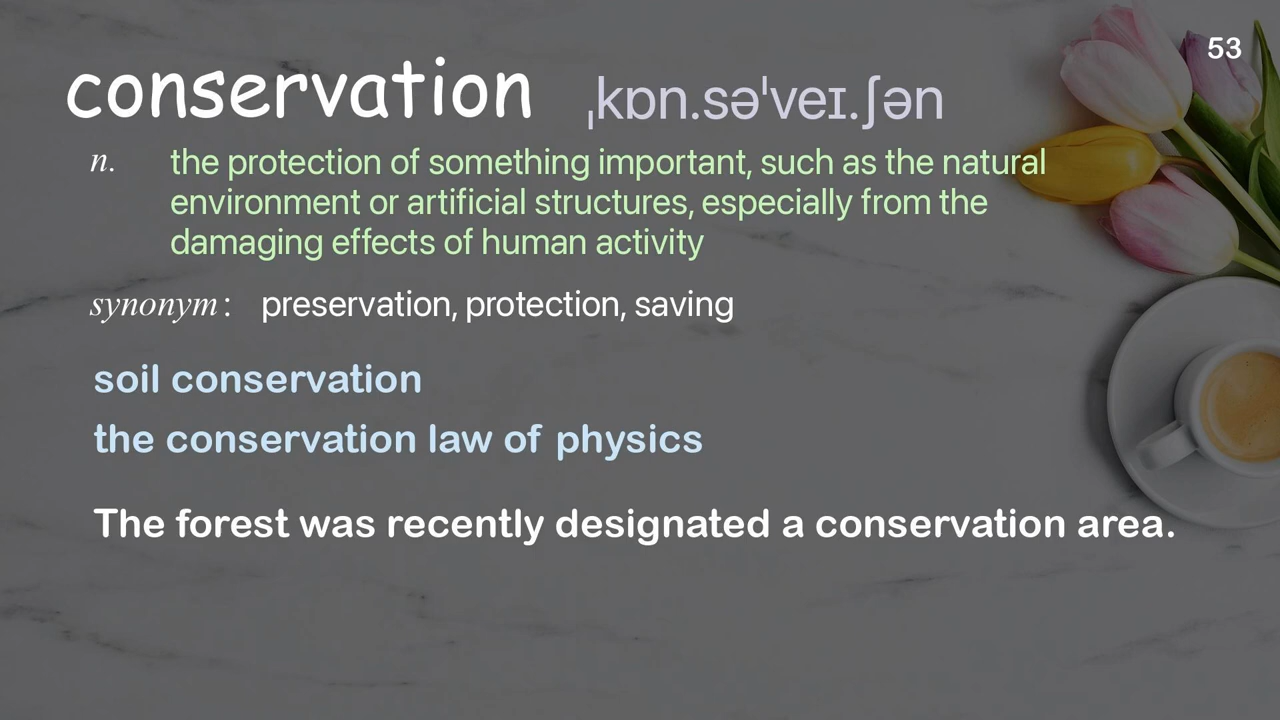 53
conservation ˌkɒn.səˈveɪ.ʃən
n. the protection of something important, such as the natural
environment or artificial structures, especially from the
damaging effects of human activity
synonym: preservation, protection, saving
soil conservation
the conservation law of physics
The forest was recently designated a conservation area.